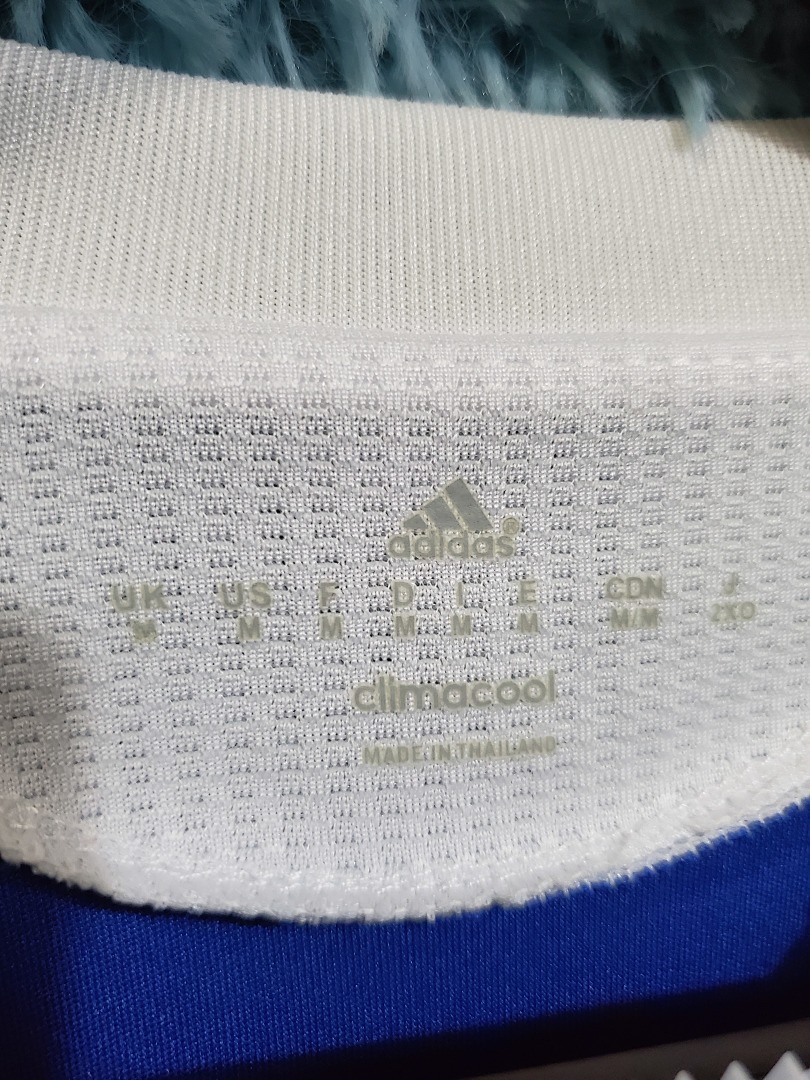 adidas®
UK US F D I E CDN J
M M M M M M M/M 2XO
climacool
MADE IN THAILAND